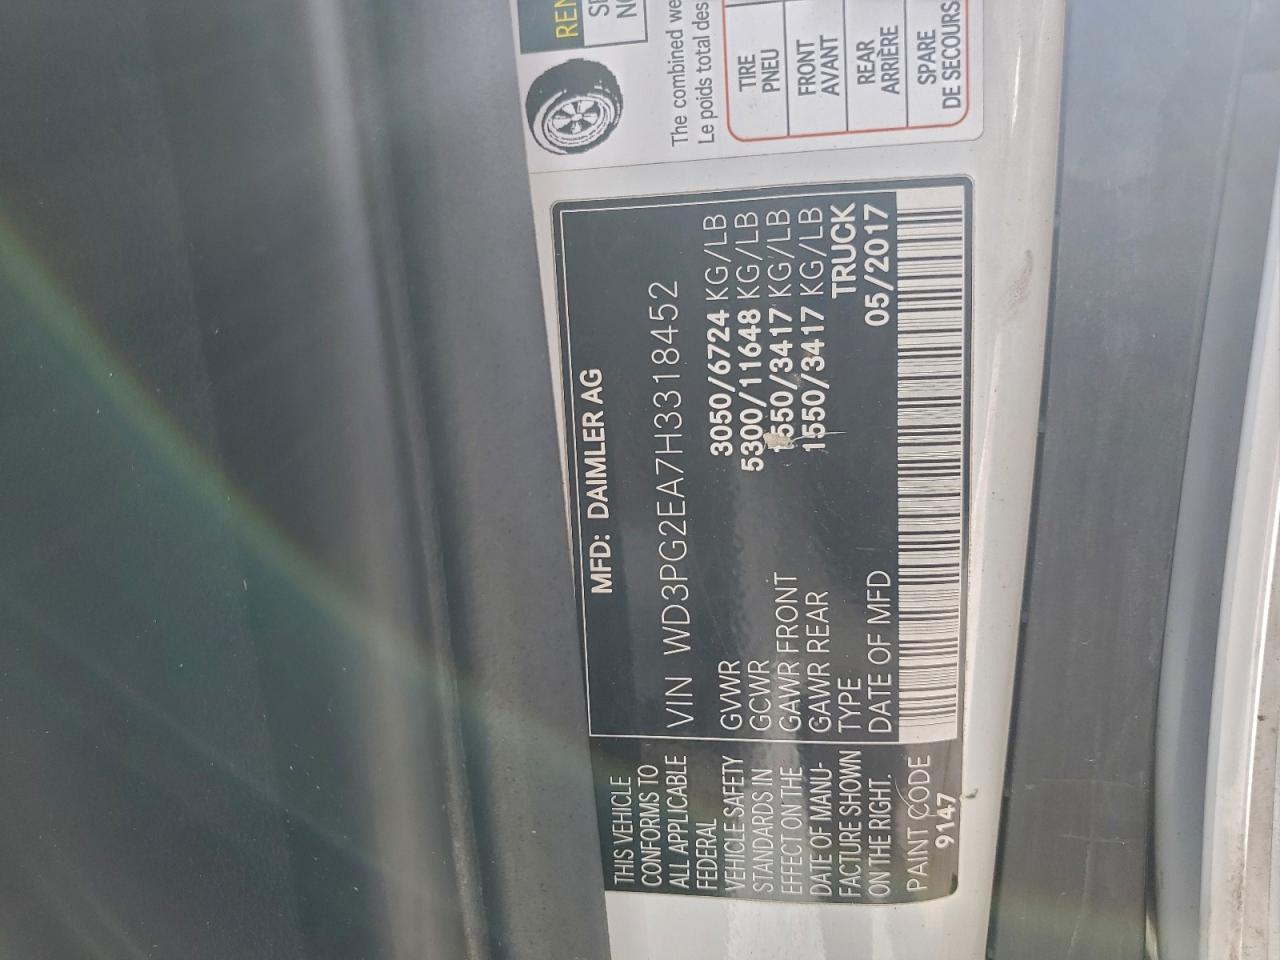 MFD: DAIMLER AG
VIN WD3PG2EA7H3318452
GVWR 3050/6724 KG/LB
GCWR 5300/11648 KG/LB
GAWR FRONT 1550/3417 KG/LB
GAWR REAR 1550/3417 KG/LB
TYPE TRUCK
DATE OF MFD 05/2017
THIS VEHICLE
CONFORMS TO
ALL APPLICABLE
FEDERAL
VEHICLE SAFETY
STANDARDS IN
EFFECT ON THE
DATE OF MANU-
FACTURE SHOWN
ON THE RIGHT.
PAINT CODE
9147
The combined
Le poids total des
TIRE
PNEU
FRONT
AVANT
REAR
ARRIÈRE
SPARE
DE SECOURS